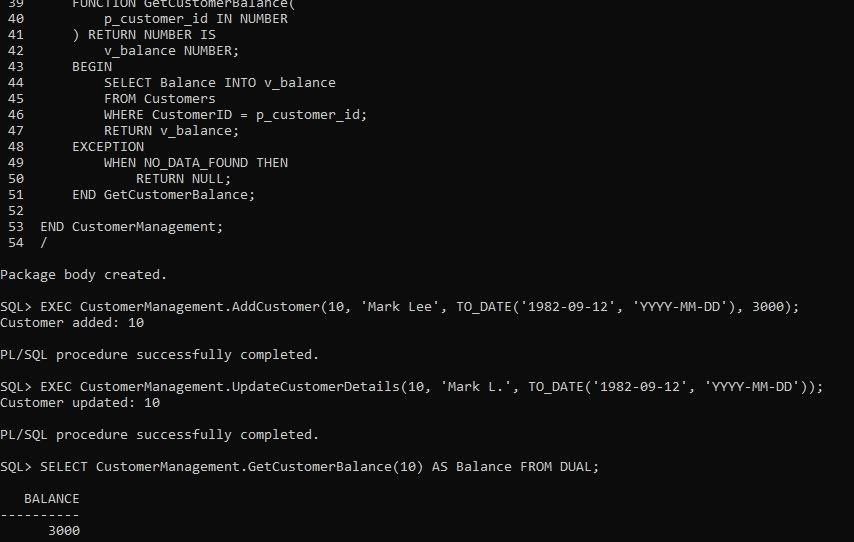 39      FUNCTION GetCustomerBalance(
40          p_customer_id IN NUMBER
41      ) RETURN NUMBER IS
42          v_balance NUMBER;
43      BEGIN
44          SELECT Balance INTO v_balance
45          FROM Customers
46          WHERE CustomerID = p_customer_id;
47          RETURN v_balance;
48      EXCEPTION
49          WHEN NO_DATA_FOUND THEN
50              RETURN NULL;
51      END GetCustomerBalance;
52
53  END CustomerManagement;
54  /
Package body created.
SQL> EXEC CustomerManagement.AddCustomer(10, 'Mark Lee', TO_DATE('1982-09-12', 'YYYY-MM-DD'), 3000);
Customer added: 10
PL/SQL procedure successfully completed.
SQL> EXEC CustomerManagement.UpdateCustomerDetails(10, 'Mark L.', TO_DATE('1982-09-12', 'YYYY-MM-DD'));
Customer updated: 10
PL/SQL procedure successfully completed.
SQL> SELECT CustomerManagement.GetCustomerBalance(10) AS Balance FROM DUAL;
   BALANCE
----------
      3000